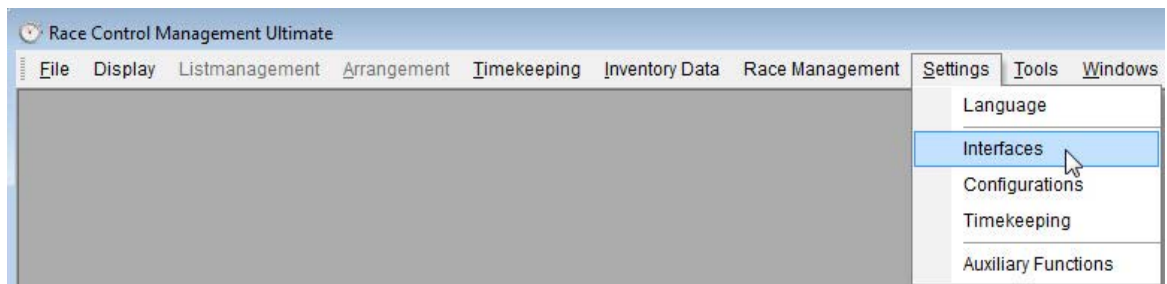 Race Control Management Ultimate
File Display Listmanagement Arrangement Timekeeping Inventory Data Race Management Settings Tools Windows
Language
Interfaces
Configurations
Timekeeping
Auxiliary Functions